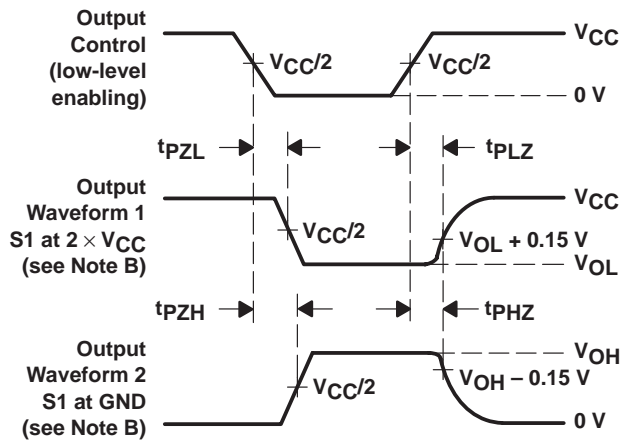 Output
Control
(low-level
enabling)
VCC
VCC/2
VCC/2
0 V
tPZL
tPLZ
Output
Waveform 1
S1 at 2 × VCC
(see Note B)
VCC
VCC/2
VOL + 0.15 V
VOL
tPZH
tPHZ
Output
Waveform 2
S1 at GND
(see Note B)
VOH
VCC/2
VOH − 0.15 V
0 V